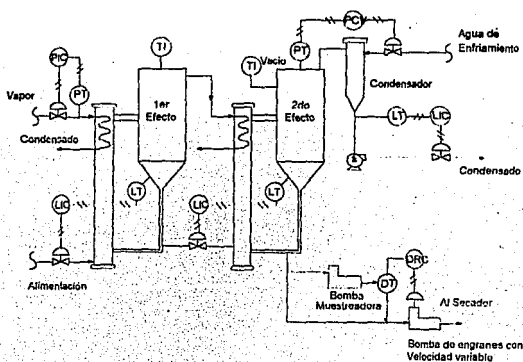 TI
PIC
PT
Vapor
Condensado
1er
Efecto
LT
LIC
Alimentación
LIC
TI
Vacio
PT
PC
2do
Efecto
LT
Agua de
Enfriamiento
Condensador
LT
LIC
Condensado
Bomba
Muestreadora
DT
DRC
Al Secador
Bomba de engranes con
Velocidad variable